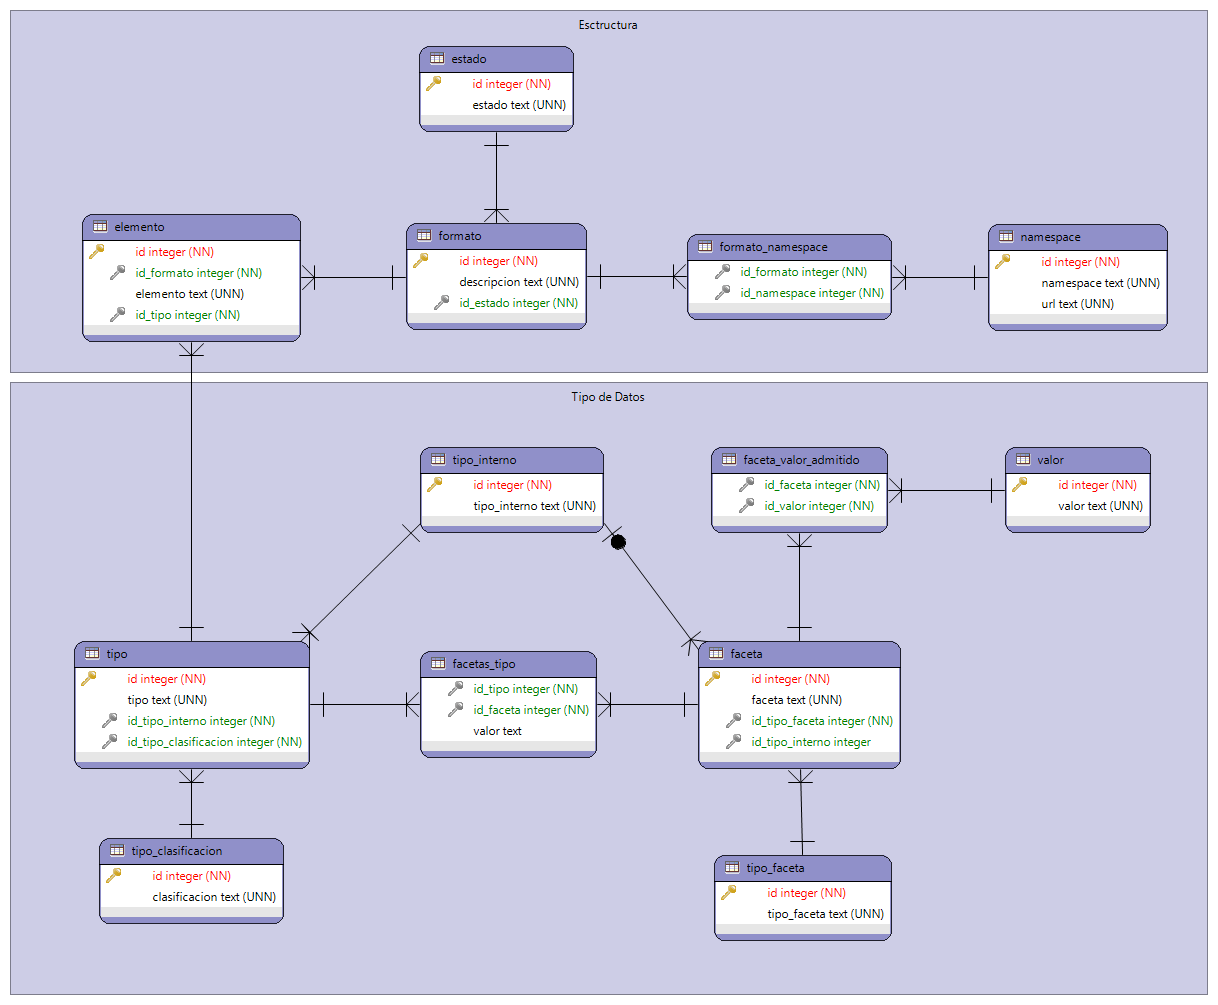 Esctructura
estado
id integer (NN)
estado text (UNN)
elemento
id integer (NN)
id_formato integer (NN)
elemento text (UNN)
id_tipo integer (NN)
formato
id integer (NN)
descripcion text (UNN)
id_estado integer (NN)
formato_namespace
id_formato integer (NN)
id_namespace integer (NN)
namespace
id integer (NN)
namespace text (UNN)
url text (UNN)
Tipo de Datos
tipo_interno
id integer (NN)
tipo_interno text (UNN)
faceta_valor_admitido
id_faceta integer (NN)
id_valor integer (NN)
valor
id integer (NN)
valor text (UNN)
tipo
id integer (NN)
tipo text (UNN)
id_tipo_interno integer (NN)
id_tipo_clasificacion integer (NN)
facetas_tipo
id_tipo integer (NN)
id_faceta integer (NN)
valor text
faceta
id integer (NN)
faceta text (UNN)
id_tipo_faceta integer (NN)
id_tipo_interno integer
tipo_clasificacion
id integer (NN)
clasificacion text (UNN)
tipo_faceta
id integer (NN)
tipo_faceta text (UNN)